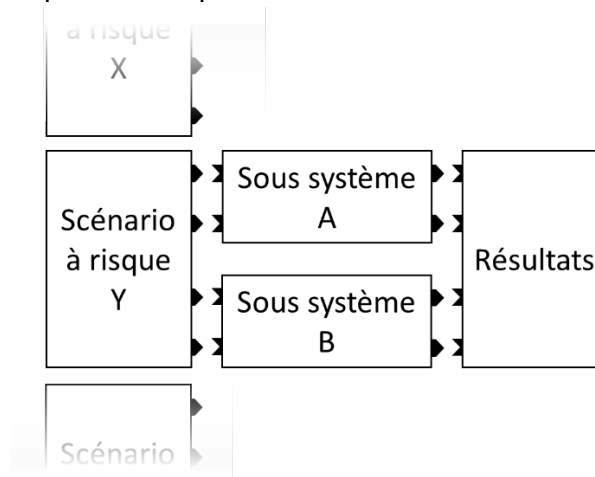 à risque
X
Scénario
à risque
Y
Sous système
A
Sous système
B
Résultats
Scénario